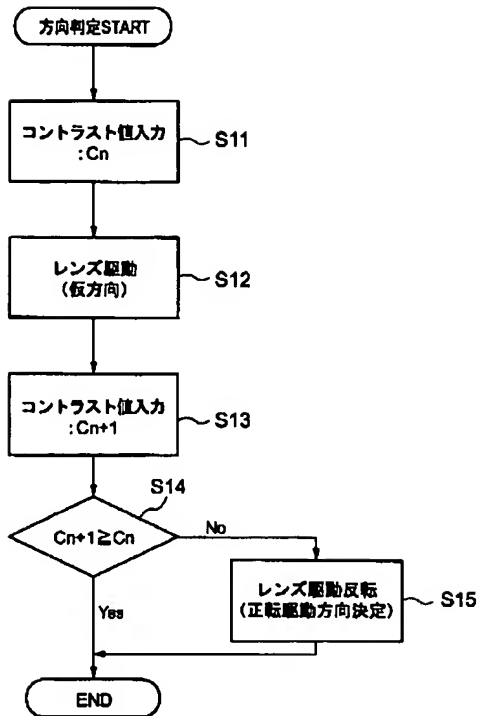 方向判定START
コントラスト値入力
:Cn
S11
レンズ駆動
(仮方向)
S12
コントラスト値入力
:Cn+1
S13
S14
Cn+1≧Cn
No
Yes
レンズ駆動反転
(正転駆動方向決定)
S15
END